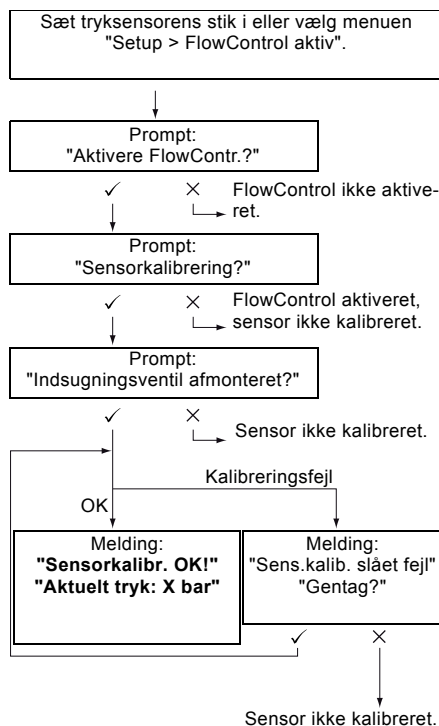 Sæt tryksensorens stik i eller vælg menuen
"Setup > FlowControl aktiv".
Prompt:
"Aktivere FlowContr.?"
✓ ✕ FlowControl ikke aktive-
ret.
Prompt:
"Sensorkalibrering?"
✓ ✕ FlowControl aktiveret,
sensor ikke kalibreret.
Prompt:
"Indsugningsventil afmonteret?"
✓ ✕
Sensor ikke kalibreret.
Kalibreringsfejl
OK
Melding:
"Sensorkalibr. OK!"
"Aktuelt tryk: X bar"
Melding:
"Sens.kalib. slået fejl"
"Gentag?"
✓ ✕
Sensor ikke kalibreret.